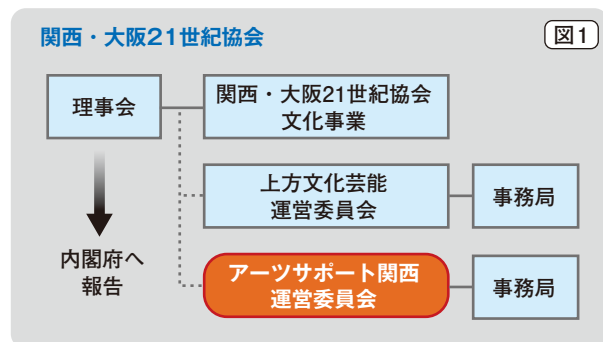 関西・大阪21世紀協会
図1
理事会
関西・大阪21世紀協会
文化事業
上方文化芸能
運営委員会
事務局
内閣府へ
報告
アーツサポート関西
運営委員会
事務局